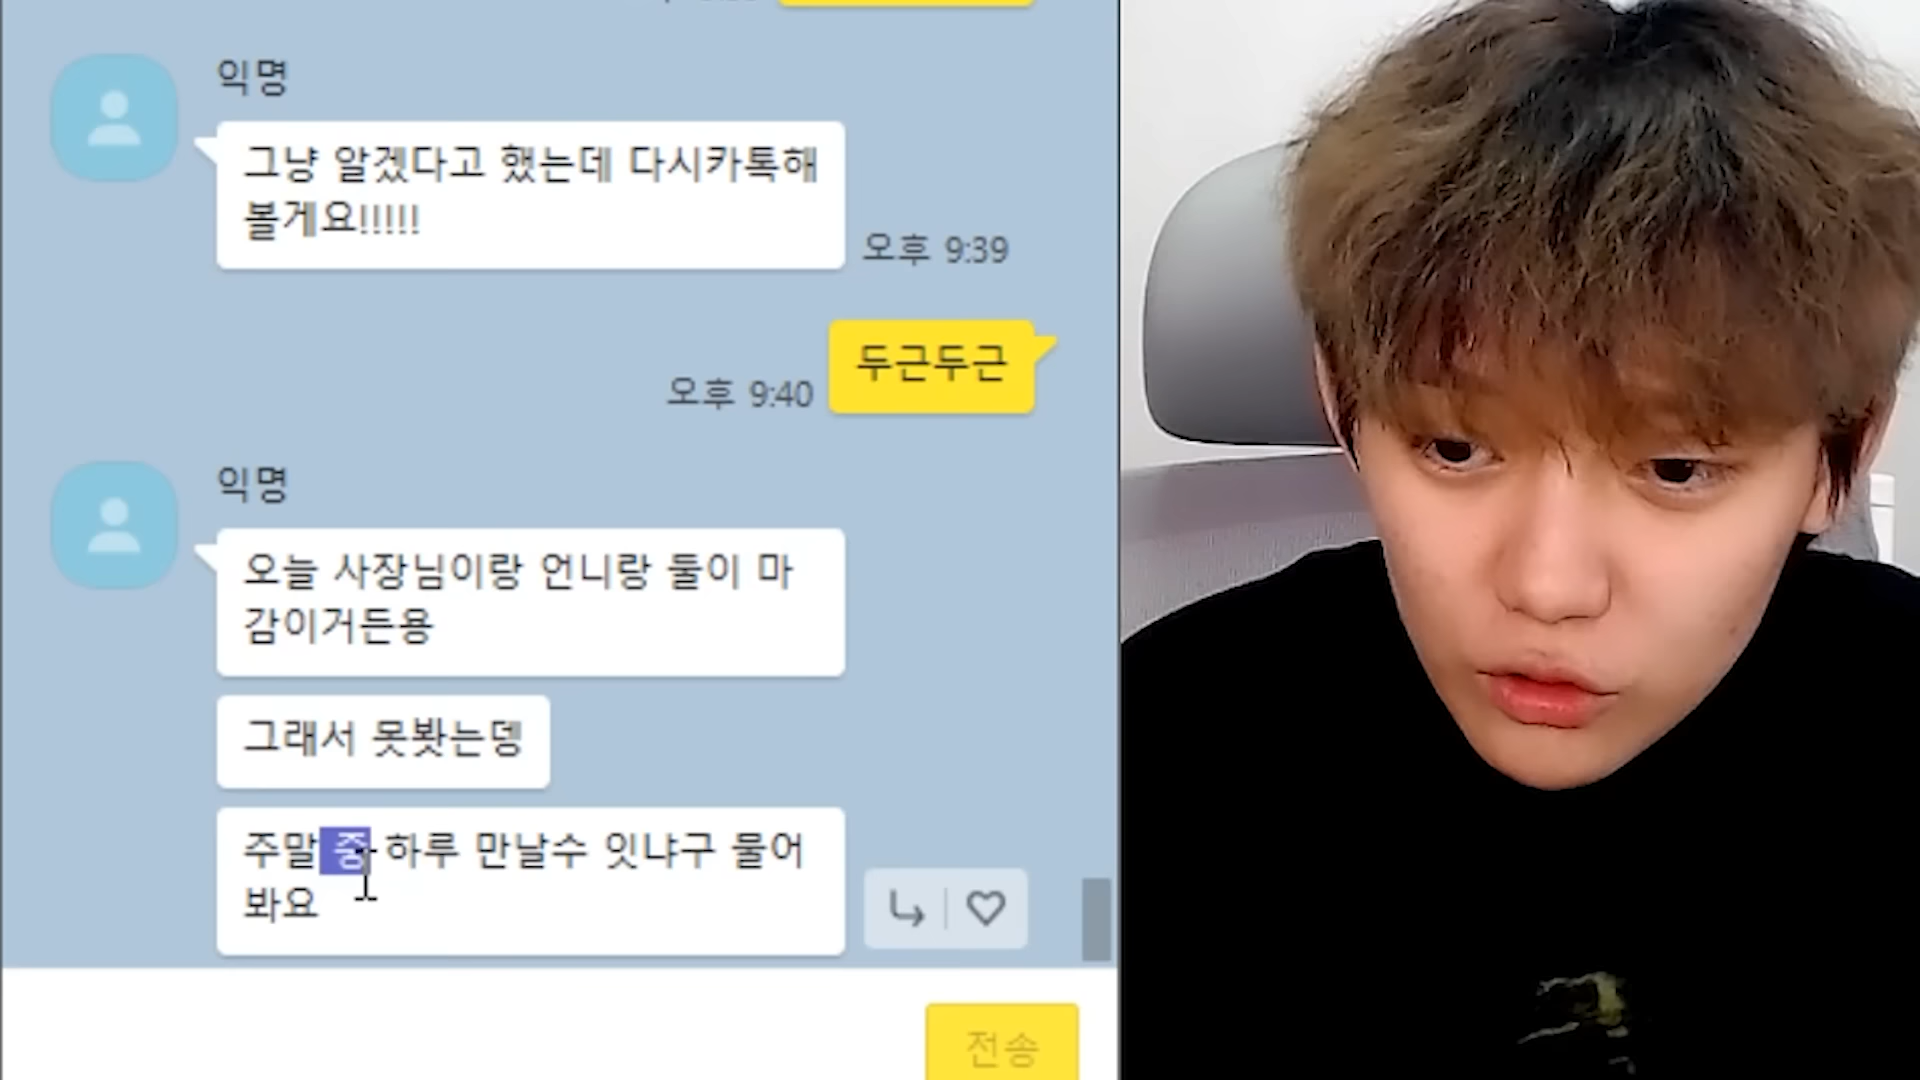 익명
그냥 알겠다고 했는데 다시카톡해
볼게요!!!!!
오후 9:39
두근두근
오후 9:40
익명
오늘 사장님이랑 언니랑 둘이 마
감이거든용
그래서 못봣는뎅
주말 중 하루 만날수 잇냐구 물어
봐요
전송